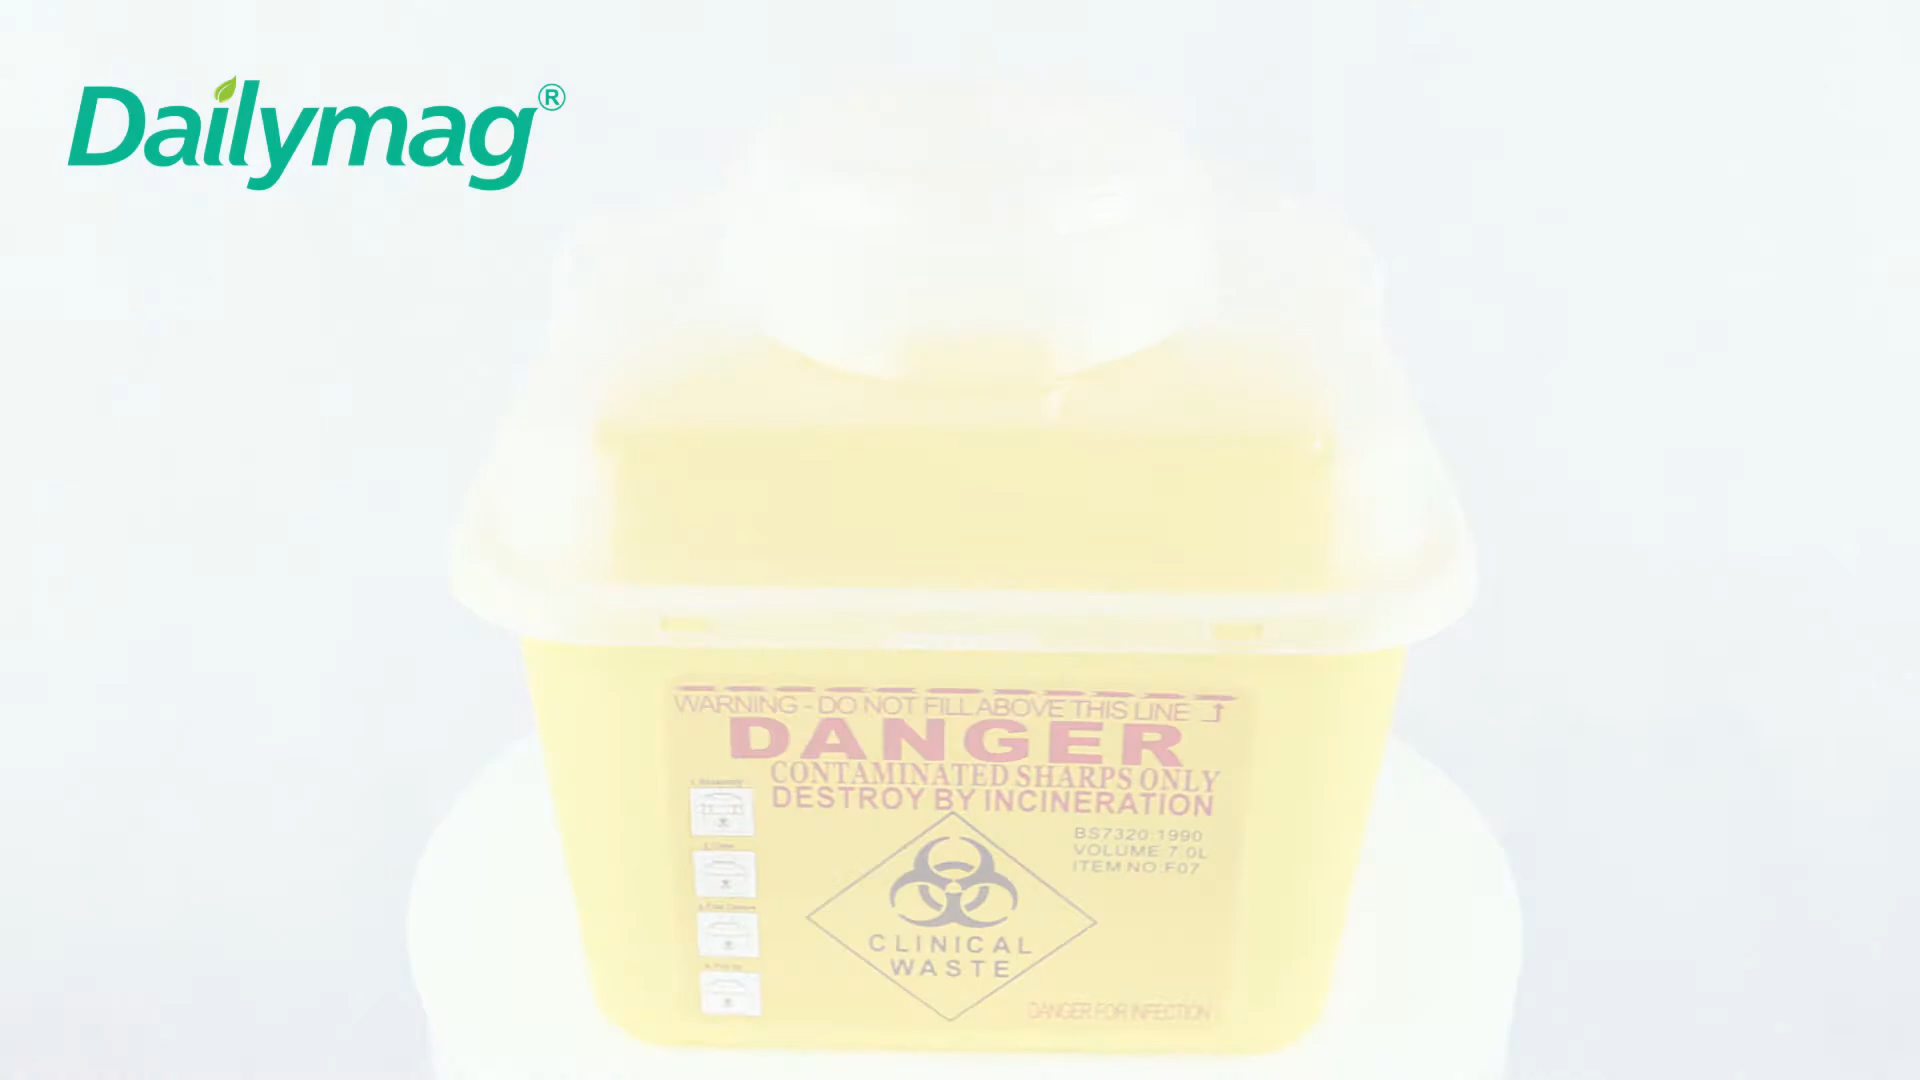 Dailymag®
WARNING - DO NOT FILL ABOVE THIS LINE
DANGER
CONTAMINATED SHARPS ONLY
DESTROY BY INCINERATION
BS7320:1990
VOLUME 7.0L
ITEM NO:F07
CLINICAL
WASTE
DANGER FOR INFECTION